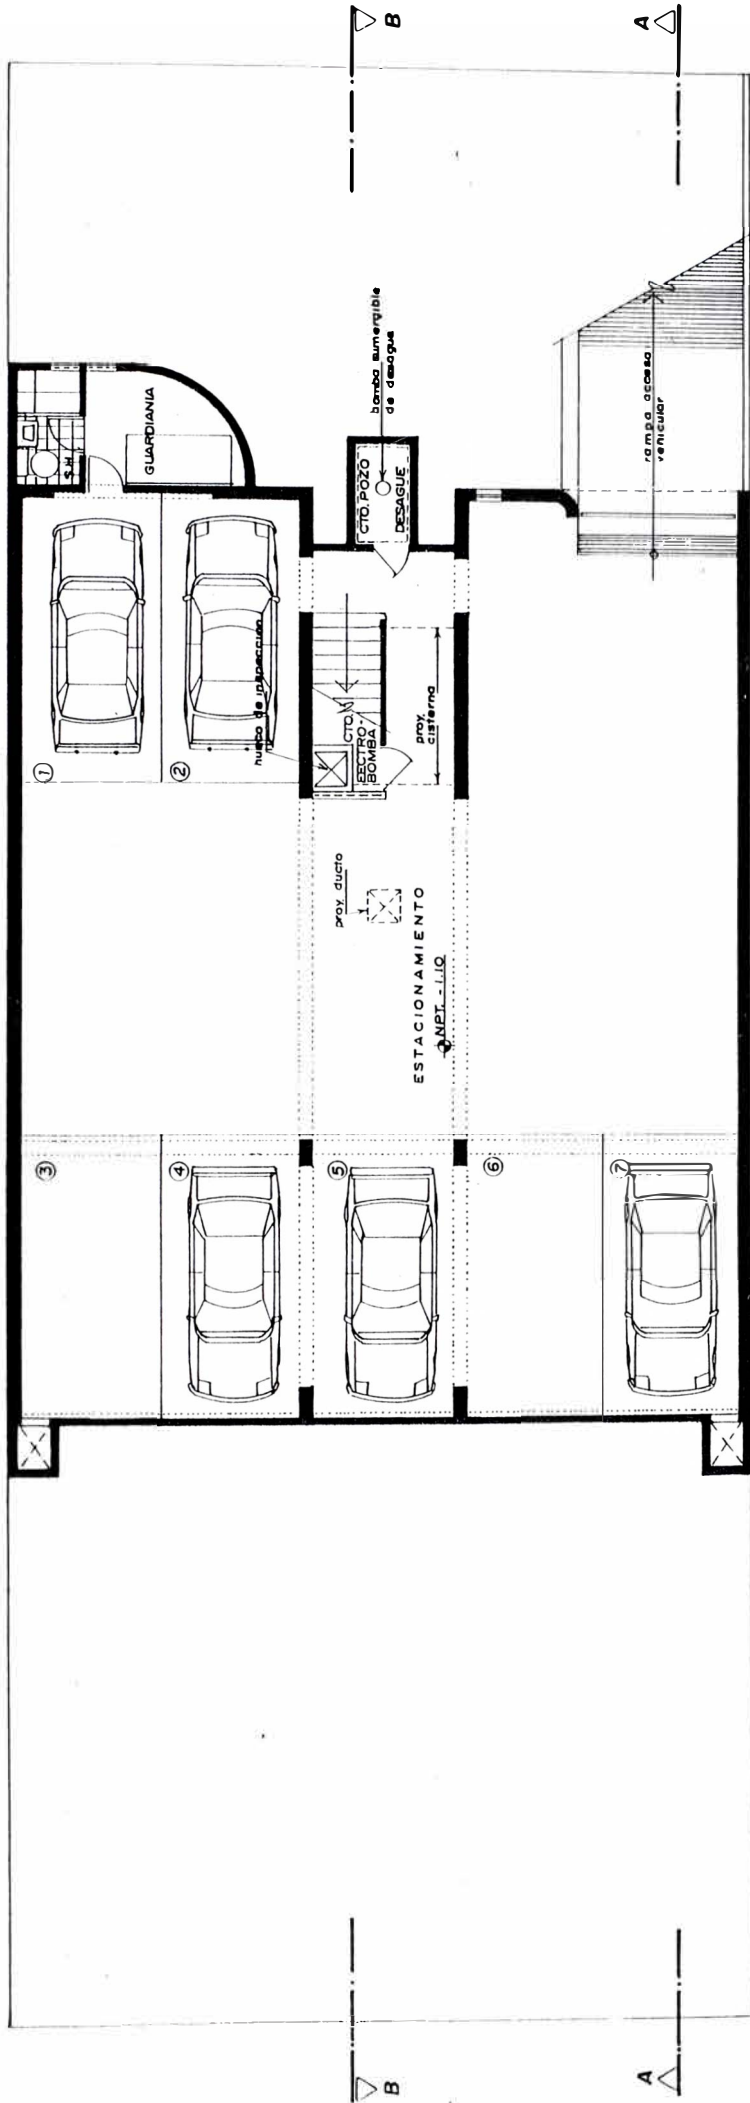 B
A
S.H.
GUARDIANIA
bomba sumergible
de desague
CTO. POZO
DESAGUE
rampa acceso
vehicular
hueco de inspección
CTO.
ELECTRO-
BOMBA
proy.
cisterna
1
2
proy. ducto
ESTACIONAMIENTO
NPT. - 1.10
3
4
5
6
7
B
A